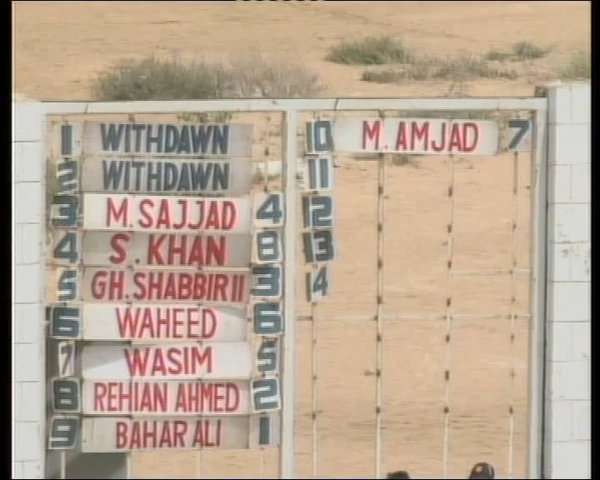 1 WITHDAWN
2 WITHDAWN
3 M. SAJJAD 4
4 S. KHAN 8
5 GH. SHABBIR II 3
6 WAHEED 6
7 WASIM 5
8 REHIAN AHMED 2
9 BAHAR ALI 1
10 M. AMJAD 7
11
12
13
14